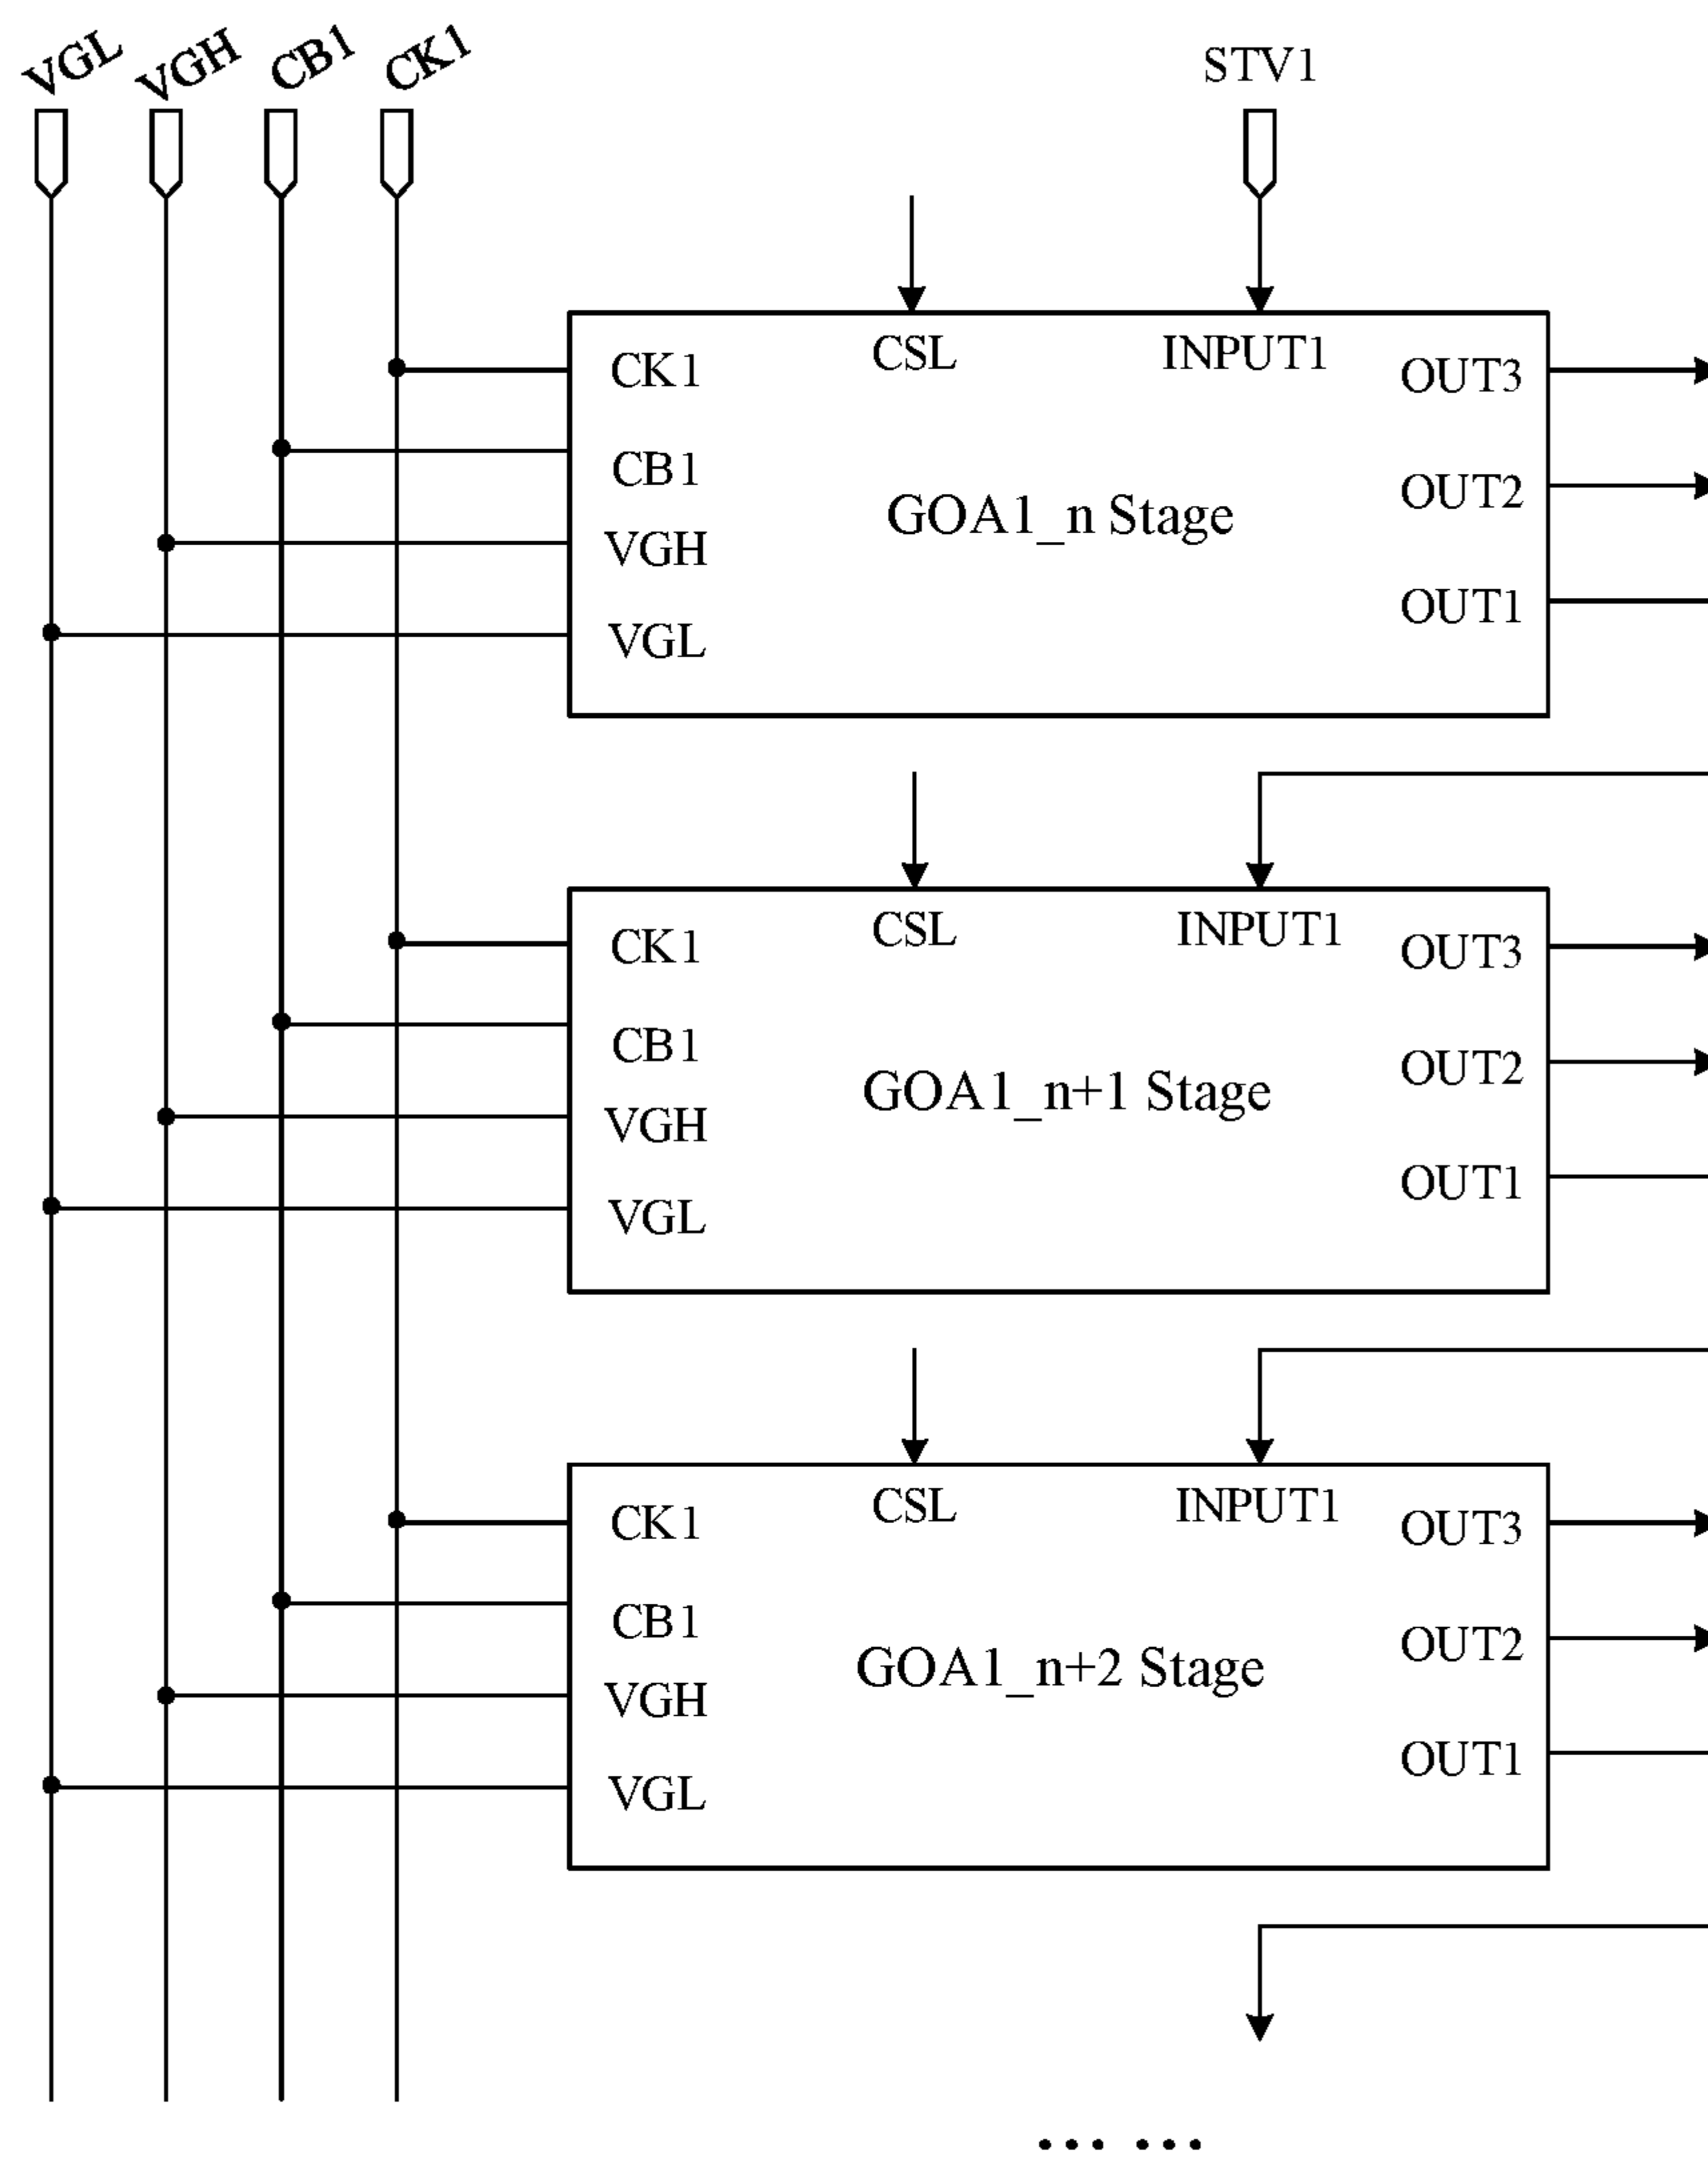 VGL VGH CB1 CK1 STV1
CK1 CSL INPUT1 OUT3
CB1 OUT2
GOA1_n Stage
VGH
OUT1
VGL
CK1 CSL INPUT1 OUT3
CB1 OUT2
GOA1_n+1 Stage
VGH
OUT1
VGL
CK1 CSL INPUT1 OUT3
CB1 OUT2
GOA1_n+2 Stage
VGH
OUT1
VGL
… …